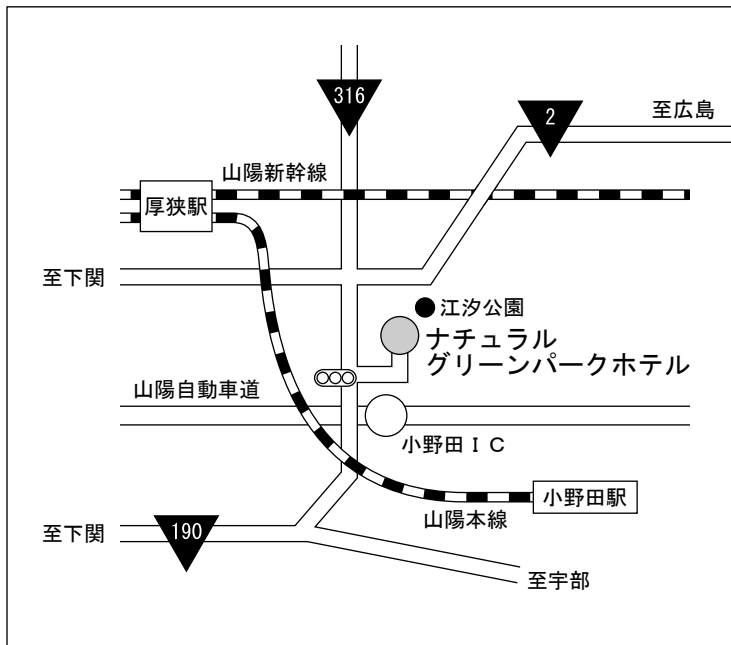 316
2
至広島
山陽新幹線
厚狭駅
至下関
江汐公園
ナチュラル
グリーンパークホテル
山陽自動車道
小野田ＩＣ
小野田駅
山陽本線
至下関
190
至宇部